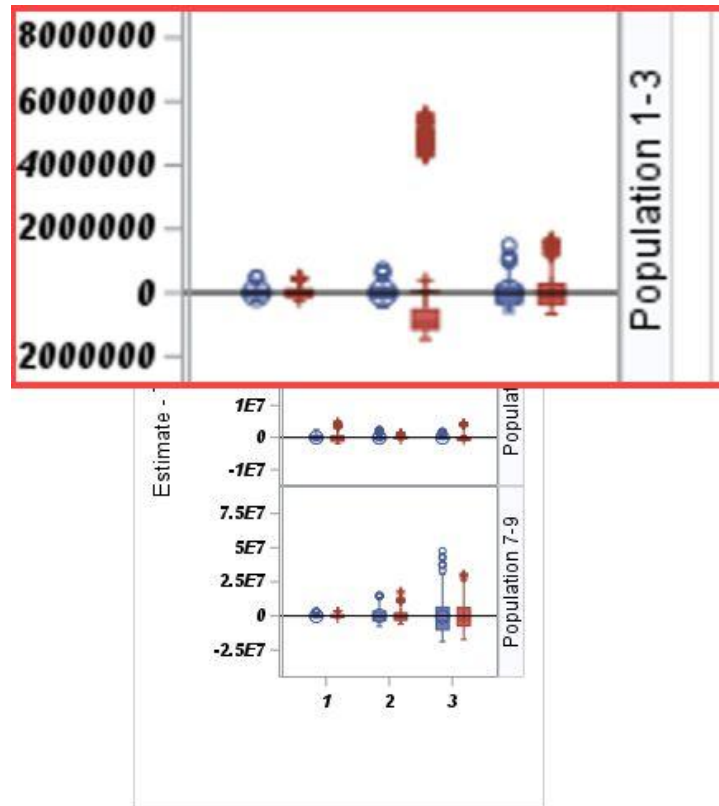 8000000
6000000
4000000
2000000
0
2000000
Population 1-3
Estimate -
1E7
0
-1E7
Populat
7.5E7
5E7
2.5E7
0
-2.5E7
Population 7-9
1 2 3